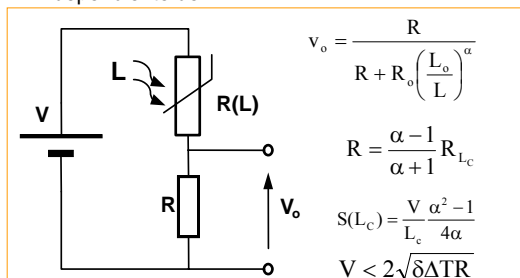 V
L
R(L)
R
V_o
v_o = R / (R + R_o (L_o / L)^α)
R = (α − 1)/(α + 1) R_{L_C}
S(L_C) = (V / L_c) (α² − 1)/(4α)
V < 2√(δΔTR)